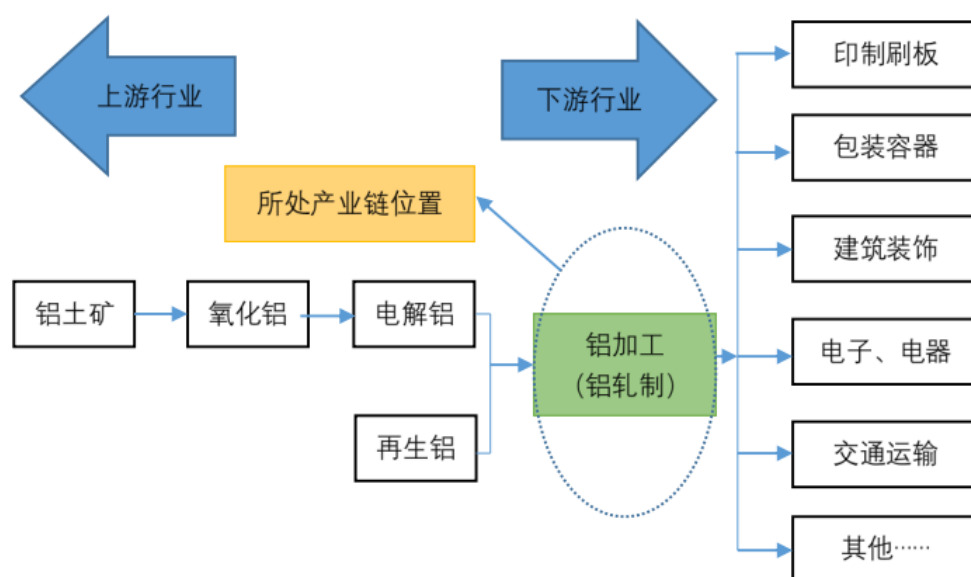 上游行业
下游行业
所处产业链位置
铝土矿
氧化铝
电解铝
再生铝
铝加工
（铝轧制）
印制刷板
包装容器
建筑装饰
电子、电器
交通运输
其他……